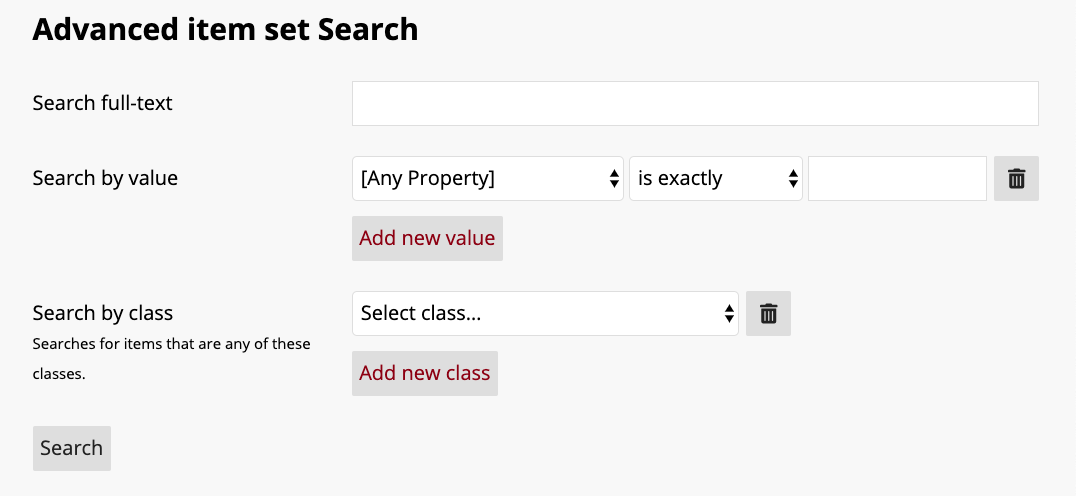 Advanced item set Search
Search full-text
Search by value
[Any Property]
is exactly
Add new value
Search by class
Select class...
Searches for items that are any of these
classes.
Add new class
Search